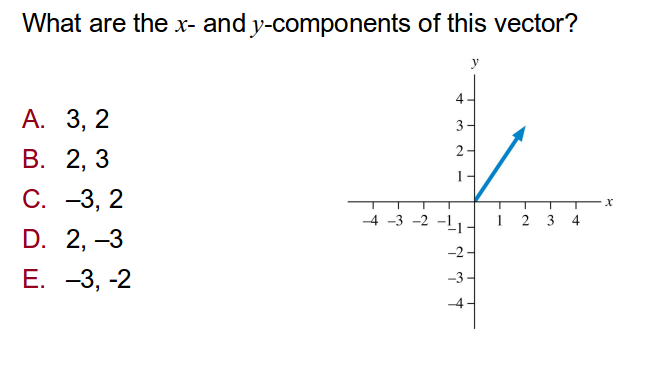 What are the x- and y-components of this vector?
y
A. 3, 2
B. 2, 3
C. –3, 2
D. 2, –3
E. –3, -2
4
3
2
1
x
–4 –3 –2 –1 1 2 3 4
–1
–2
–3
–4